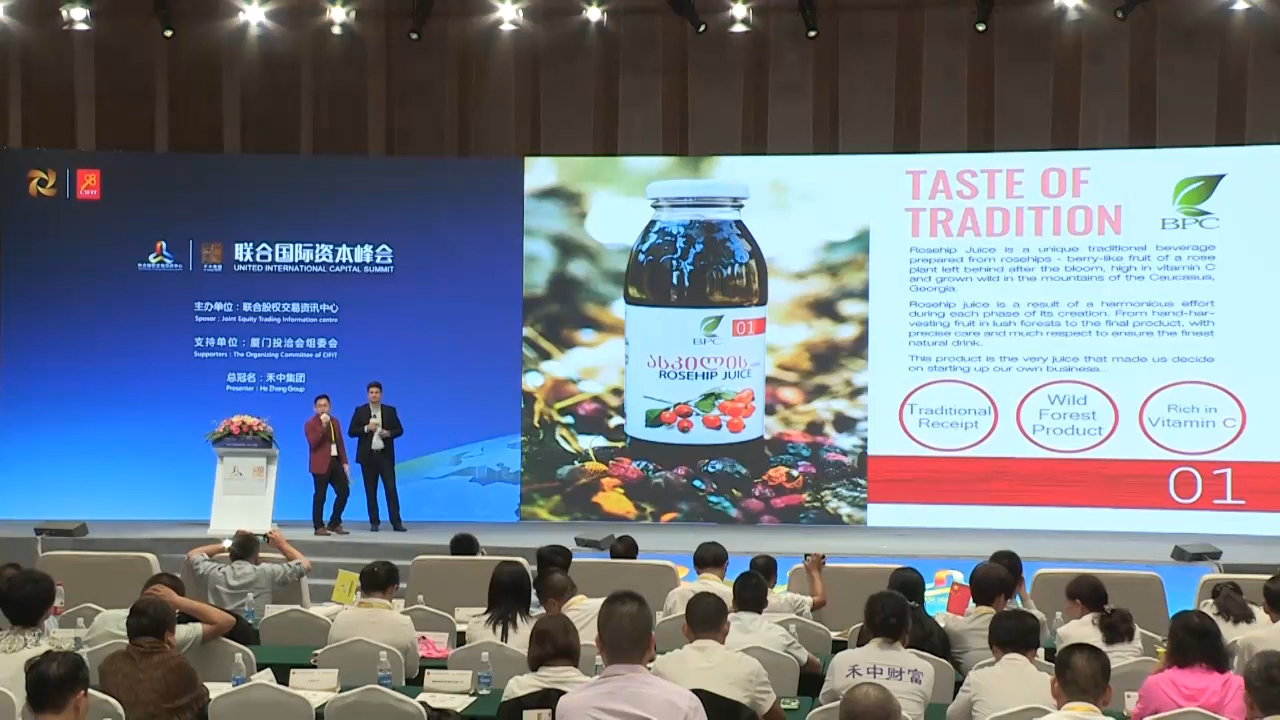 98
CIFIT
联合国际资本峰会
UNITED INTERNATIONAL CAPITAL SUMMIT
主办单位：联合股权交易资讯中心
Sposor : Joint Equity Trading Information centre
支持单位：厦门投洽会组委会
Supporters : The Organizing Committee of CIFIT
总冠名：禾中集团
Presenter : He Zhong Group
BPC
01
ასკილის
ROSEHIP JUICE
TASTE OF
TRADITION
BPC
Rosehip Juice is a unique traditional beverage
prepared from rosehips - berry-like fruit of a rose
plant left behind after the bloom, high in vitamin C
and grown wild in the mountains of the Caucasus,
Georgia.
Rosehip juice is a result of a harmonious effort
during each phase of its creation. From hand-har-
vesting fruit in lush forests to the final product, with
precise care and much respect to ensure the finest
natural drink.
This product is the very juice that made us decide
on starting up our own business...
Traditional
Receipt
Wild
Forest
Product
Rich in
Vitamin C
01
禾中财富